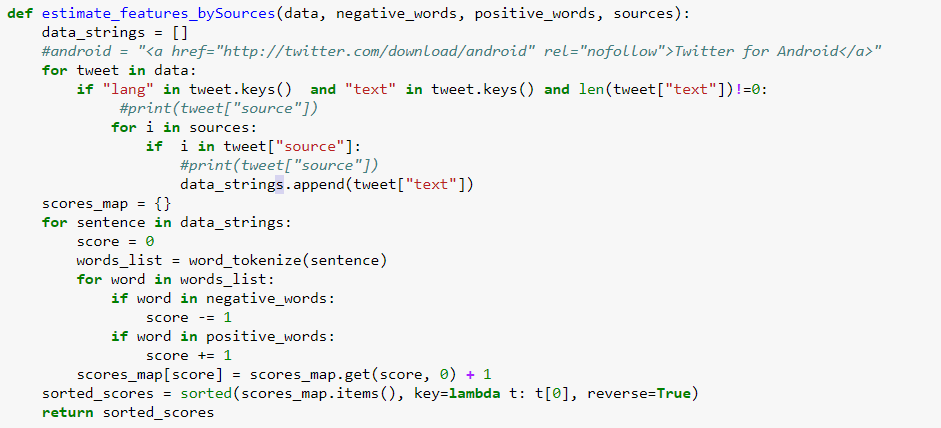 def estimate_features_bySources(data, negative_words, positive_words, sources):
    data_strings = []
    #android = "<a href="http://twitter.com/download/android" rel="nofollow">Twitter for Android</a>"
    for tweet in data:
        if "lang" in tweet.keys()  and "text" in tweet.keys() and len(tweet["text"])!=0:
             #print(tweet["source"])
            for i in sources:
                if  i in tweet["source"]:
                    #print(tweet["source"])
                    data_strings.append(tweet["text"])
    scores_map = {}
    for sentence in data_strings:
        score = 0
        words_list = word_tokenize(sentence)
        for word in words_list:
            if word in negative_words:
                score -= 1
            if word in positive_words:
                score += 1
        scores_map[score] = scores_map.get(score, 0) + 1
    sorted_scores = sorted(scores_map.items(), key=lambda t: t[0], reverse=True)
    return sorted_scores